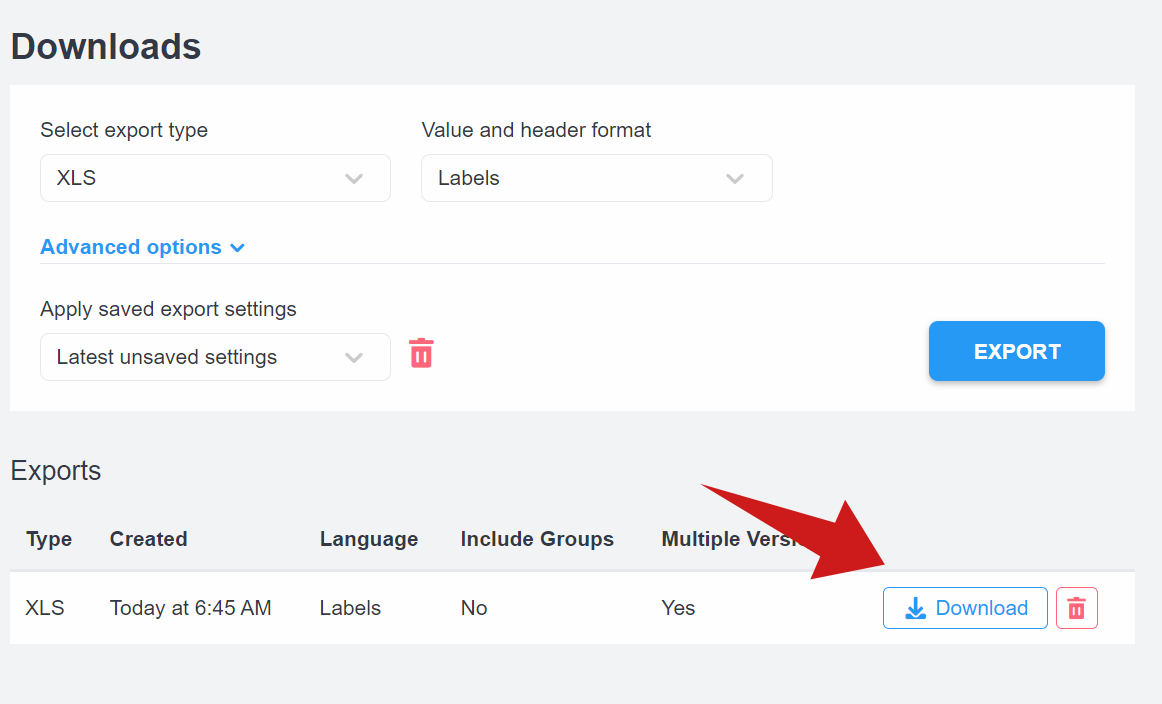 Downloads
Select export type Value and header format
XLS Labels
Advanced options
Apply saved export settings
Latest unsaved settings
EXPORT
Exports
Type Created Language Include Groups Multiple Versi
XLS Today at 6:45 AM Labels No Yes Download